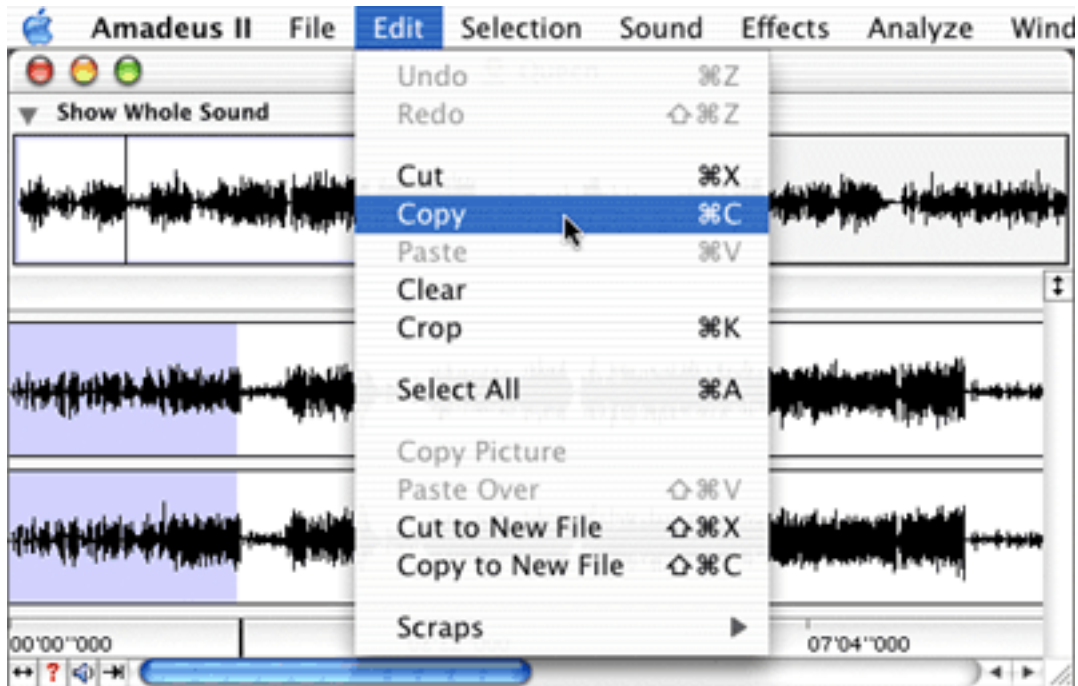 Amadeus II File Edit Selection Sound Effects Analyze Wind
Show Whole Sound
Undo ⌘Z
Redo ⇧⌘Z
Cut ⌘X
Copy ⌘C
Paste ⌘V
Clear
Crop ⌘K
Select All ⌘A
Copy Picture
Paste Over ⇧⌘V
Cut to New File ⇧⌘X
Copy to New File ⇧⌘C
Scraps
00'00"000 07'04"000
?